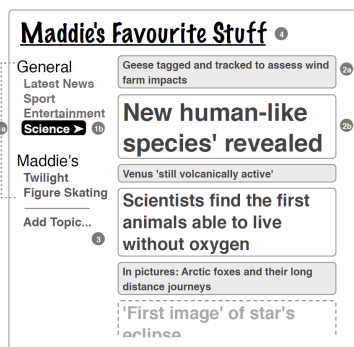 Maddie's Favourite Stuff 4
General
Latest News
Sport
Entertainment
Science ➤ 1b
Maddie's
Twilight
Figure Skating
Add Topic...
3
Geese tagged and tracked to assess wind
farm impacts
2a
New human-like
species' revealed
2b
Venus 'still volcanically active'
Scientists find the first
animals able to live
without oxygen
In pictures: Arctic foxes and their long
distance journeys
'First image' of star's
eclipse